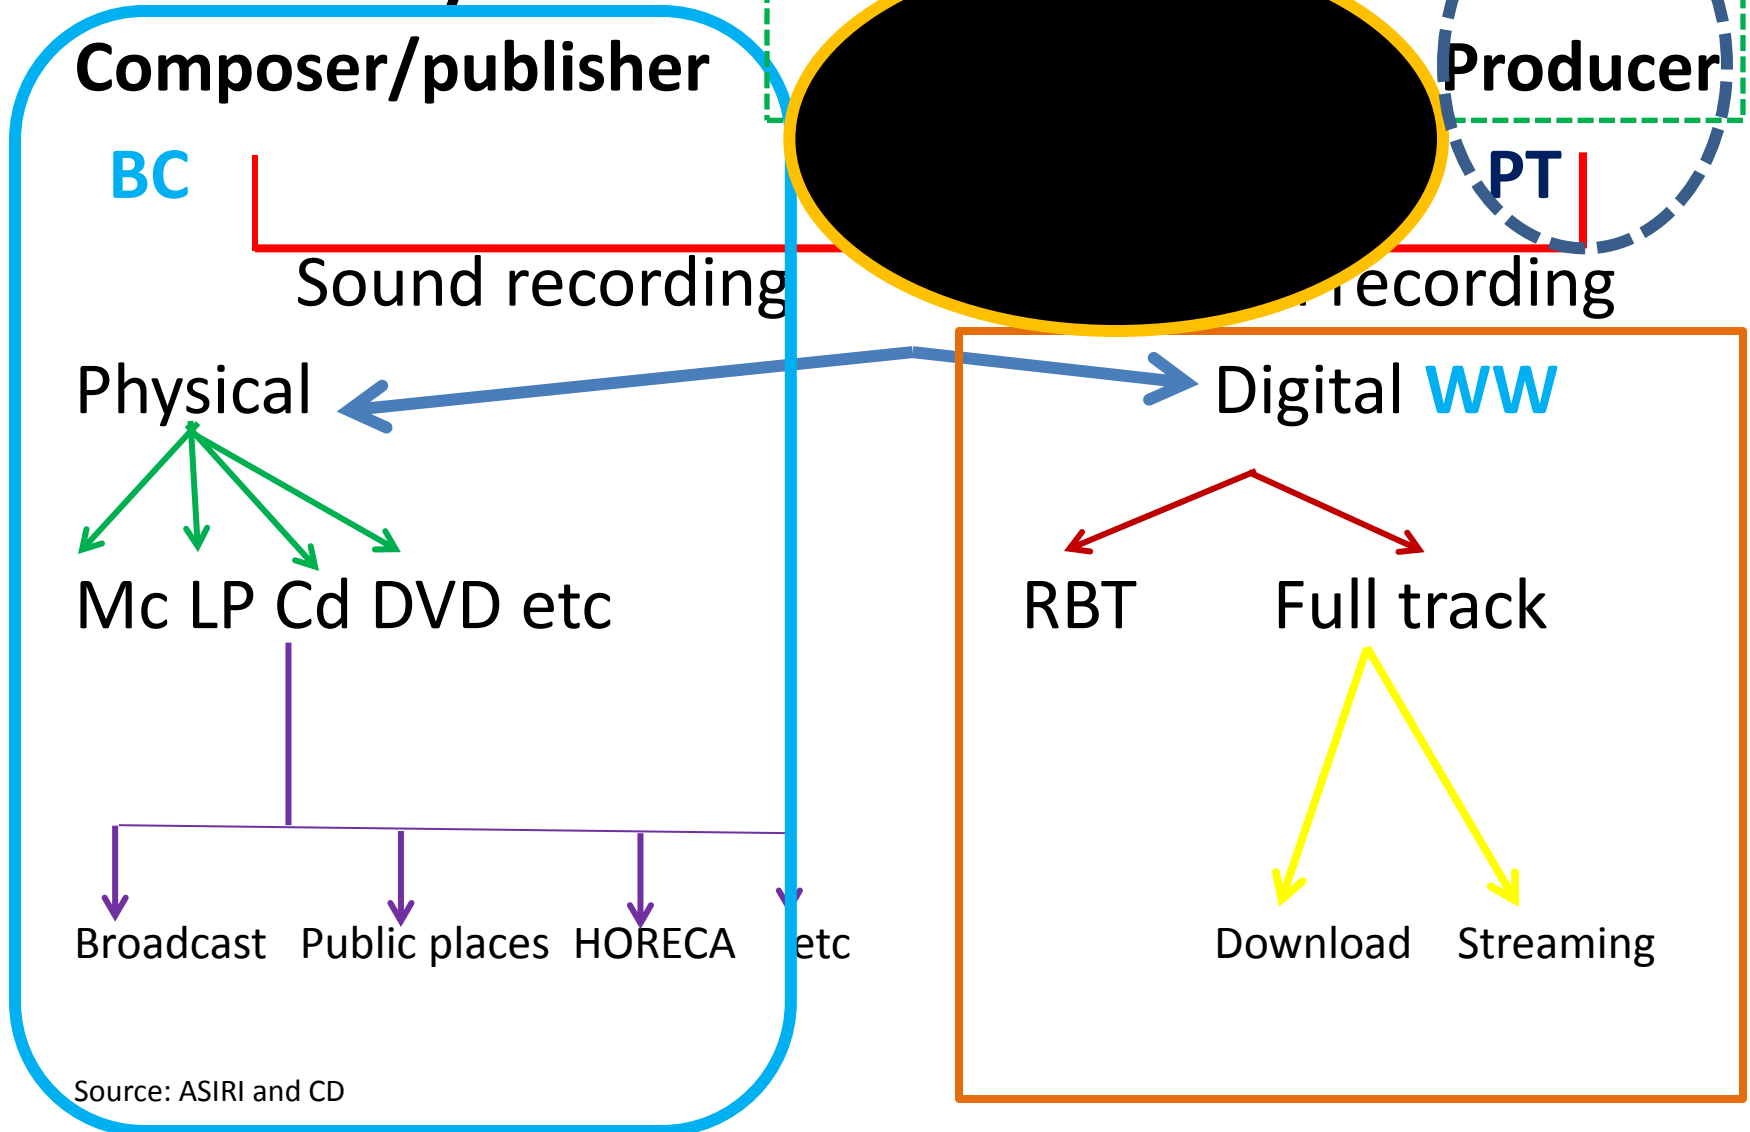 Composer/publisher Producer
BC PT
Sound recording recording
Physical Digital WW
Mc LP Cd DVD etc RBT Full track
Broadcast Public places HORECA etc Download Streaming
Source: ASIRI and CD